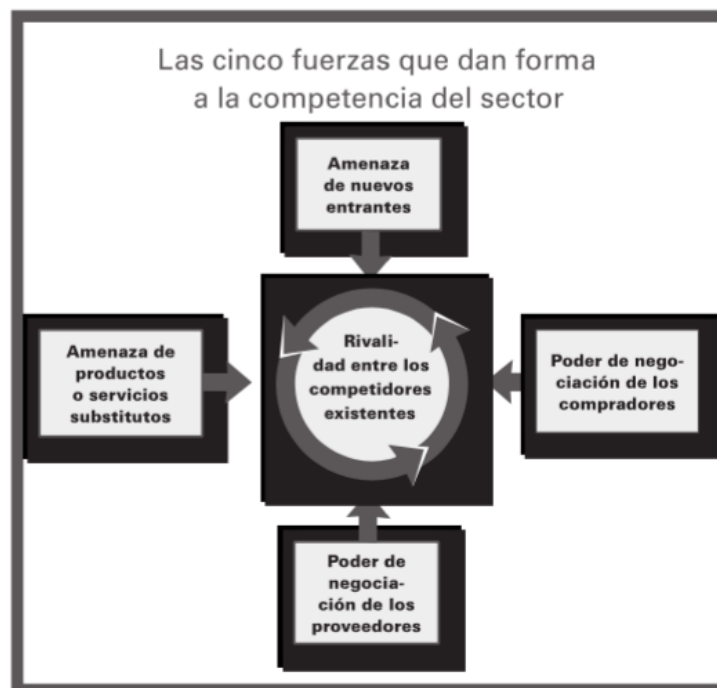 Las cinco fuerzas que dan forma
a la competencia del sector
Amenaza
de nuevos
entrantes
Amenaza de
productos
o servicios
substitutos
Rivali-
dad entre los
competidores
existentes
Poder de nego-
ciación de los
compradores
Poder de
negocia-
ción de los
proveedores